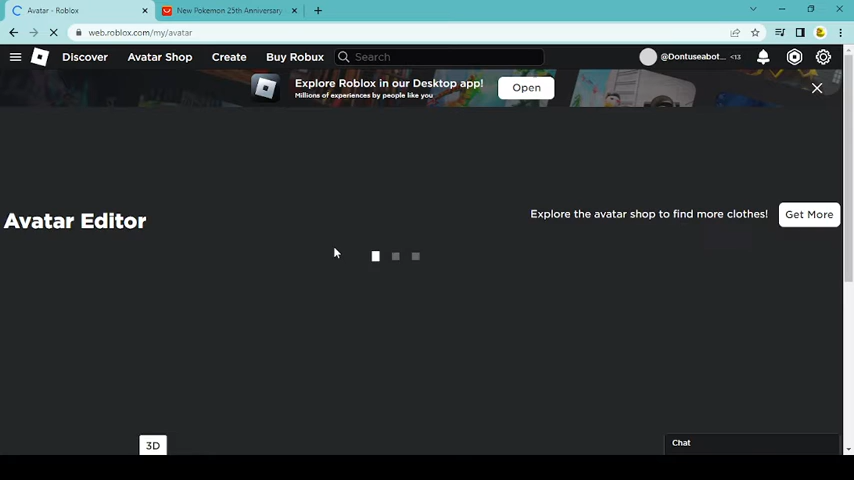 Avatar - Roblox
New Pokemon 25th Anniversary
web.roblox.com/my/avatar
Discover
Avatar Shop
Create
Buy Robux
Search
@Dontuseabot...
<13
Explore Roblox in our Desktop app!
Millions of experiences by people like you
Open
Avatar Editor
Explore the avatar shop to find more clothes!
Get More
3D
Chat